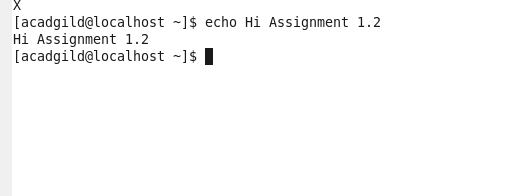 X
[acadgild@localhost ~]$ echo Hi Assignment 1.2
Hi Assignment 1.2
[acadgild@localhost ~]$